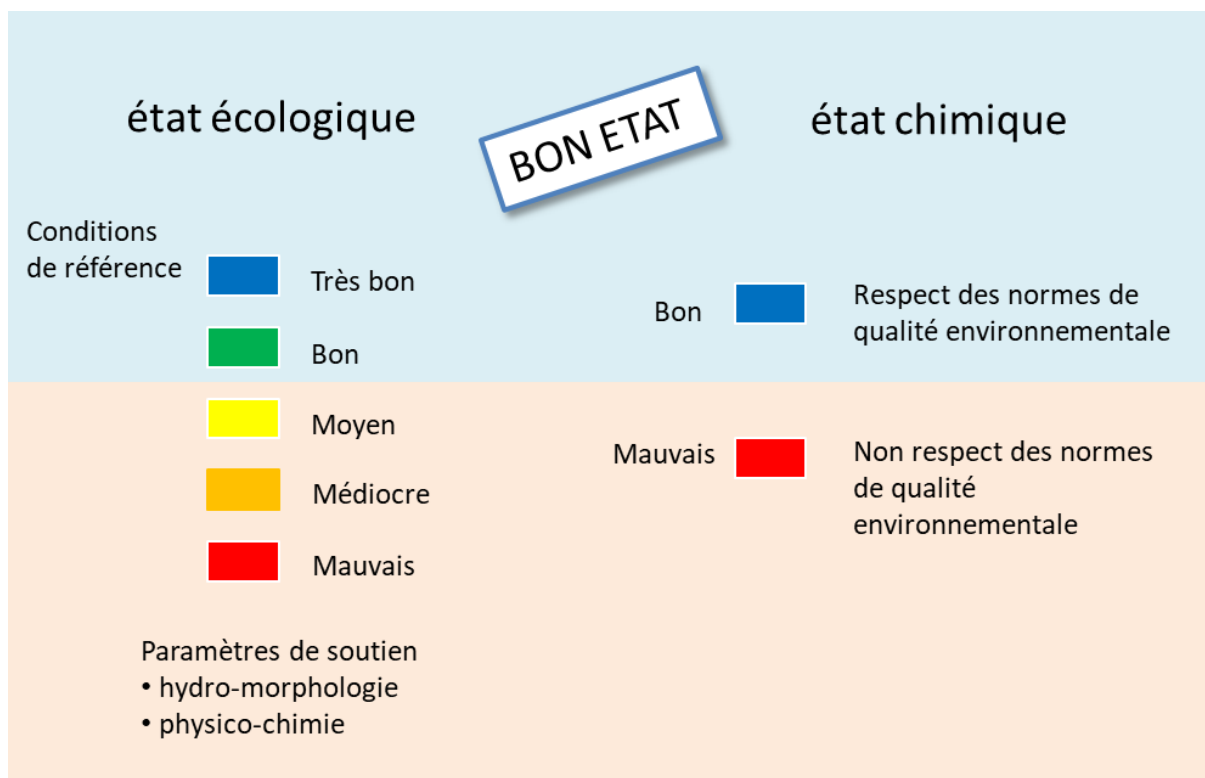 état écologique
BON ETAT
état chimique
Conditions
de référence
Très bon
Bon
Moyen
Médiocre
Mauvais
Paramètres de soutien
• hydro-morphologie
• physico-chimie
Bon
Respect des normes de
qualité environnementale
Mauvais
Non respect des normes
de qualité
environnementale